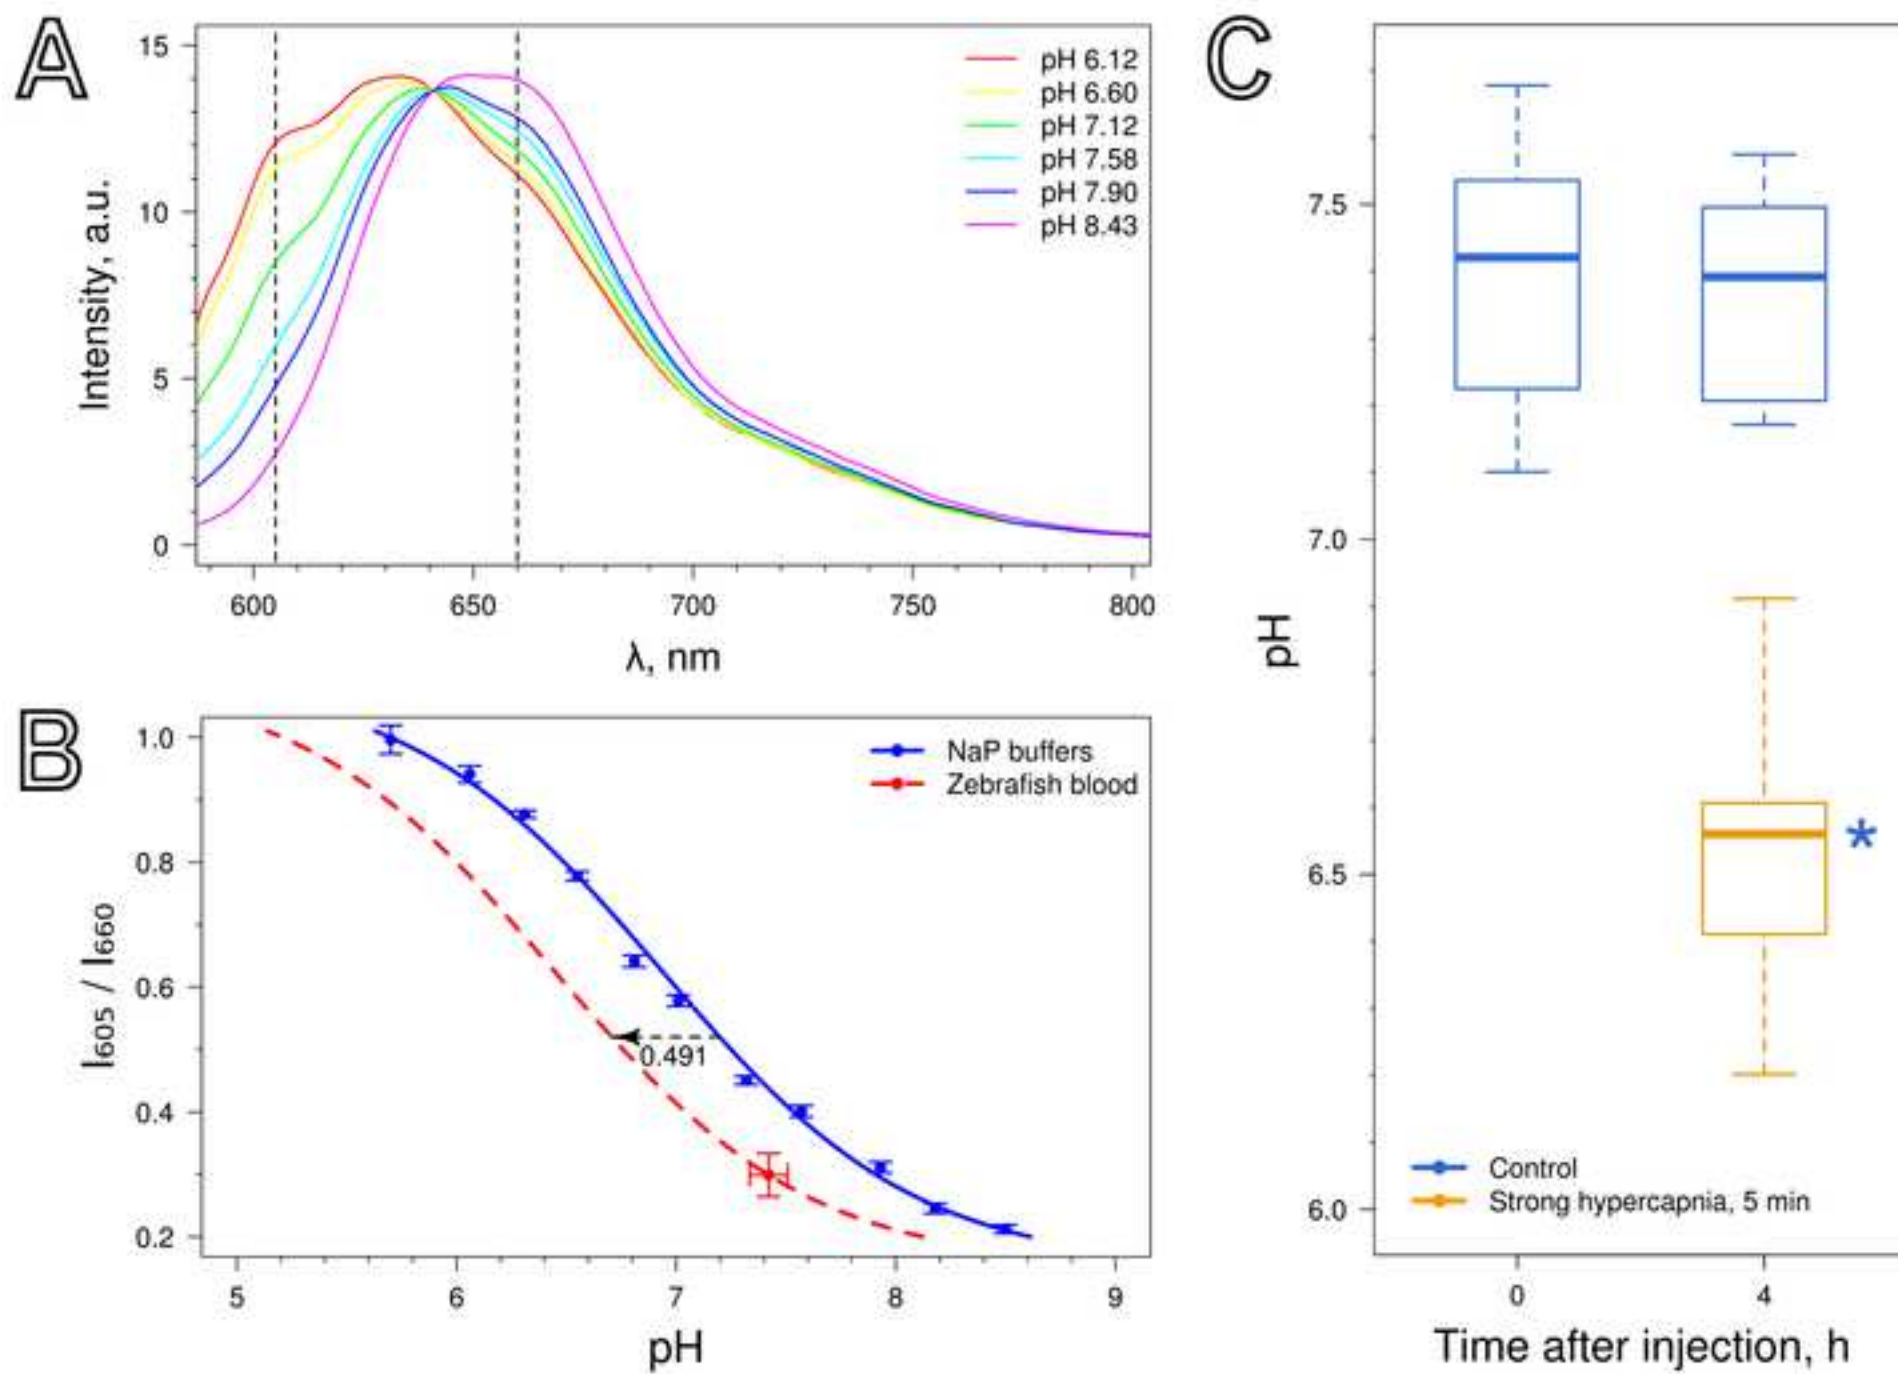 A
15
10
5
0
Intensity, a.u.
pH 6.12
pH 6.60
pH 7.12
pH 7.58
pH 7.90
pH 8.43
600 650 700 750 800
λ, nm
B
1.0
0.8
0.6
0.4
0.2
I605 / I660
NaP buffers
Zebrafish blood
0.491
5 6 7 8 9
pH
C
7.5
7.0
6.5
6.0
pH
*
Control
Strong hypercapnia, 5 min
0 4
Time after injection, h